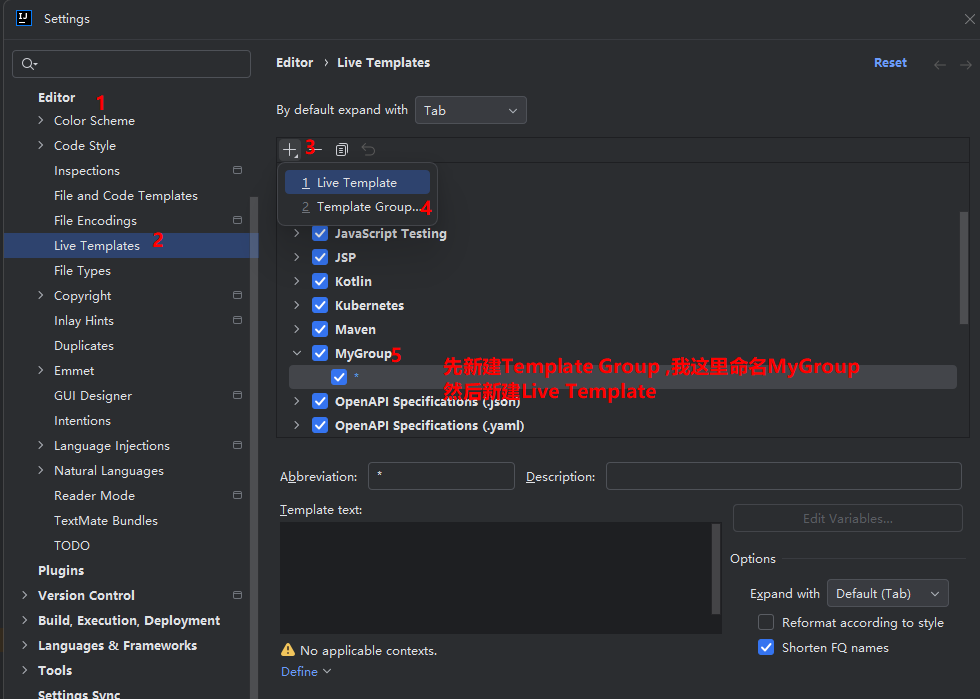 Settings
Editor › Live Templates
Reset
Editor
1
Color Scheme
By default expand with Tab
Code Style
3
Inspections
1 Live Template
File and Code Templates
2 Template Group...
4
File Encodings
Live Templates
2
JavaScript Testing
JSP
File Types
Kotlin
Copyright
Kubernetes
Inlay Hints
Maven
Duplicates
MyGroup
5
先新建Template Group ,我这里命名MyGroup
Emmet
*
然后新建Live Template
GUI Designer
OpenAPI Specifications (.json)
Intentions
OpenAPI Specifications (.yaml)
Language Injections
Natural Languages
Abbreviation: *
Description:
Reader Mode
Template text:
TextMate Bundles
Edit Variables...
TODO
Options
Plugins
Version Control
Expand with Default (Tab)
Build, Execution, Deployment
Reformat according to style
Languages & Frameworks
Shorten FQ names
No applicable contexts.
Tools
Define
Settings Sync